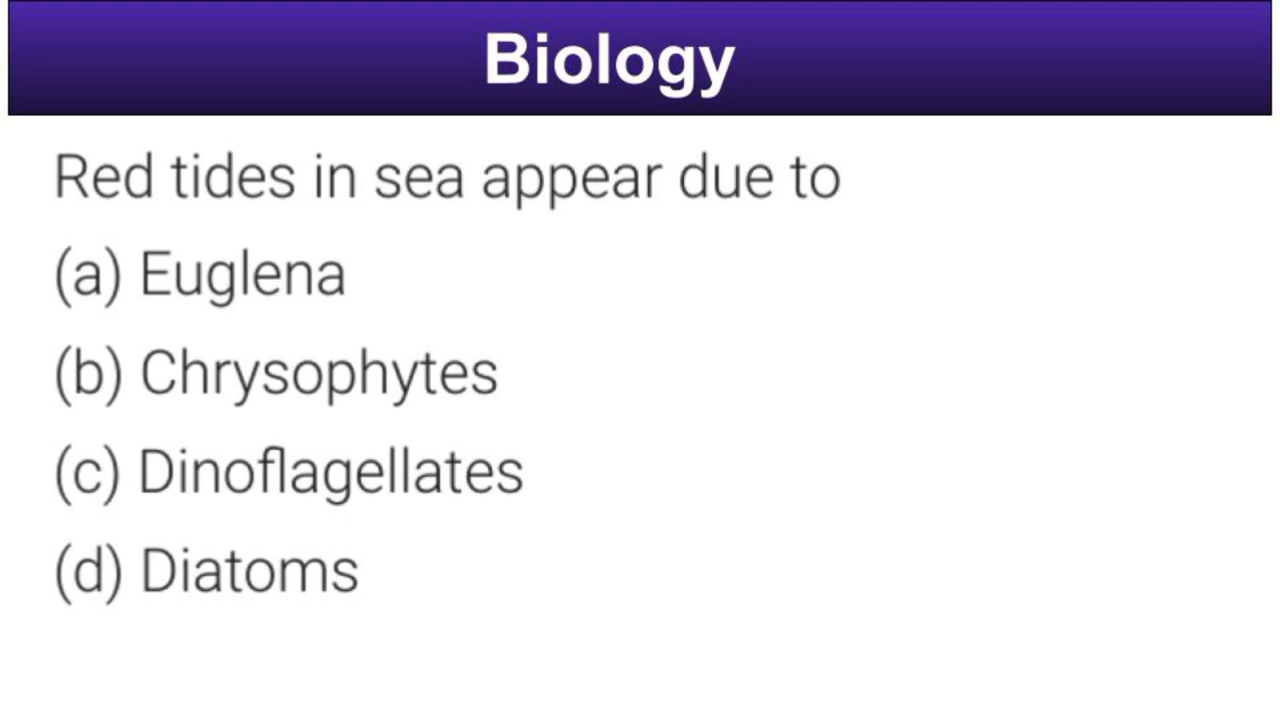 Biology
Red tides in sea appear due to
(a) Euglena
(b) Chrysophytes
(c) Dinoflagellates
(d) Diatoms